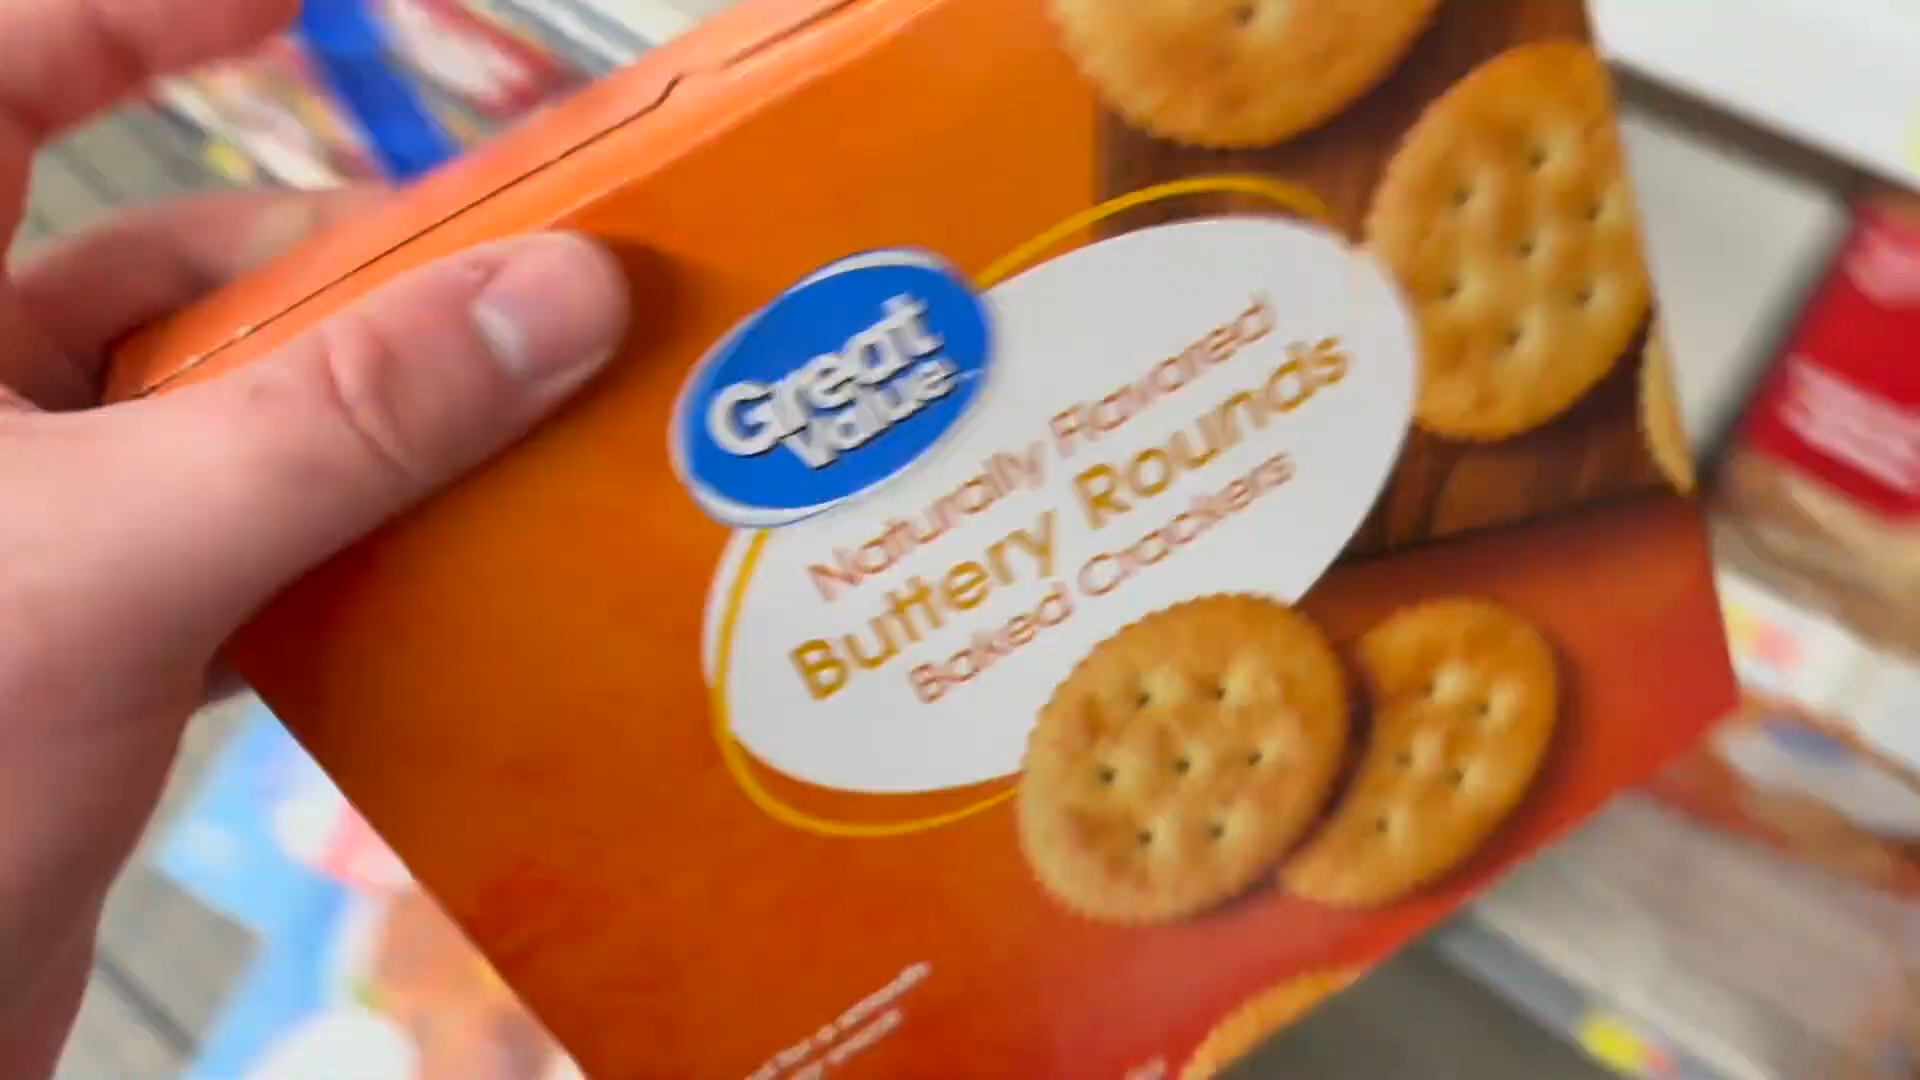 Great
Value
Naturally Flavored
Buttery Rounds
Baked Crackers